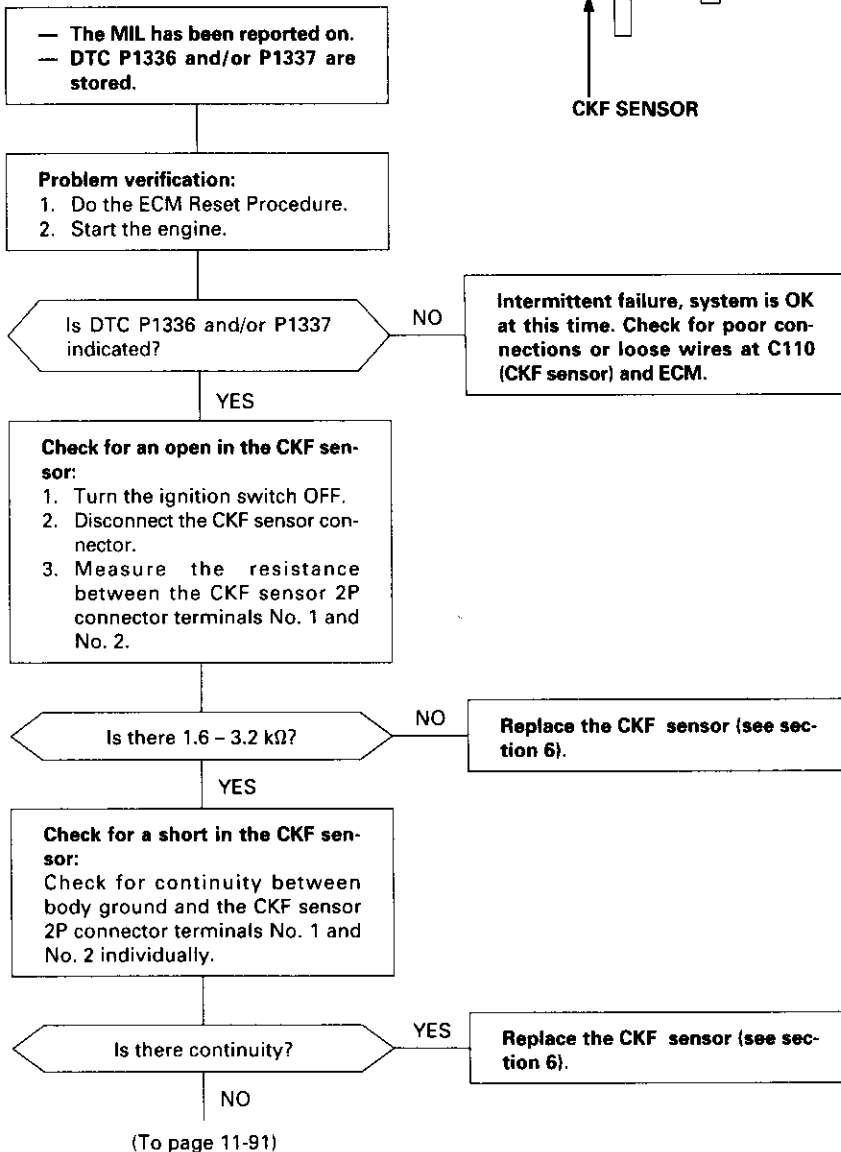 — The MIL has been reported on.
— DTC P1336 and/or P1337 are
stored.
CKF SENSOR
Problem verification:
1. Do the ECM Reset Procedure.
2. Start the engine.
Is DTC P1336 and/or P1337
indicated?
NO
Intermittent failure, system is OK
at this time. Check for poor con-
nections or loose wires at C110
(CKF sensor) and ECM.
YES
Check for an open in the CKF sen-
sor:
1. Turn the ignition switch OFF.
2. Disconnect the CKF sensor con-
nector.
3. Measure the resistance
between the CKF sensor 2P
connector terminals No. 1 and
No. 2.
Is there 1.6 – 3.2 kΩ?
NO
Replace the CKF sensor (see sec-
tion 6).
YES
Check for a short in the CKF sen-
sor:
Check for continuity between
body ground and the CKF sensor
2P connector terminals No. 1 and
No. 2 individually.
Is there continuity?
YES
Replace the CKF sensor (see sec-
tion 6).
NO
(To page 11-91)